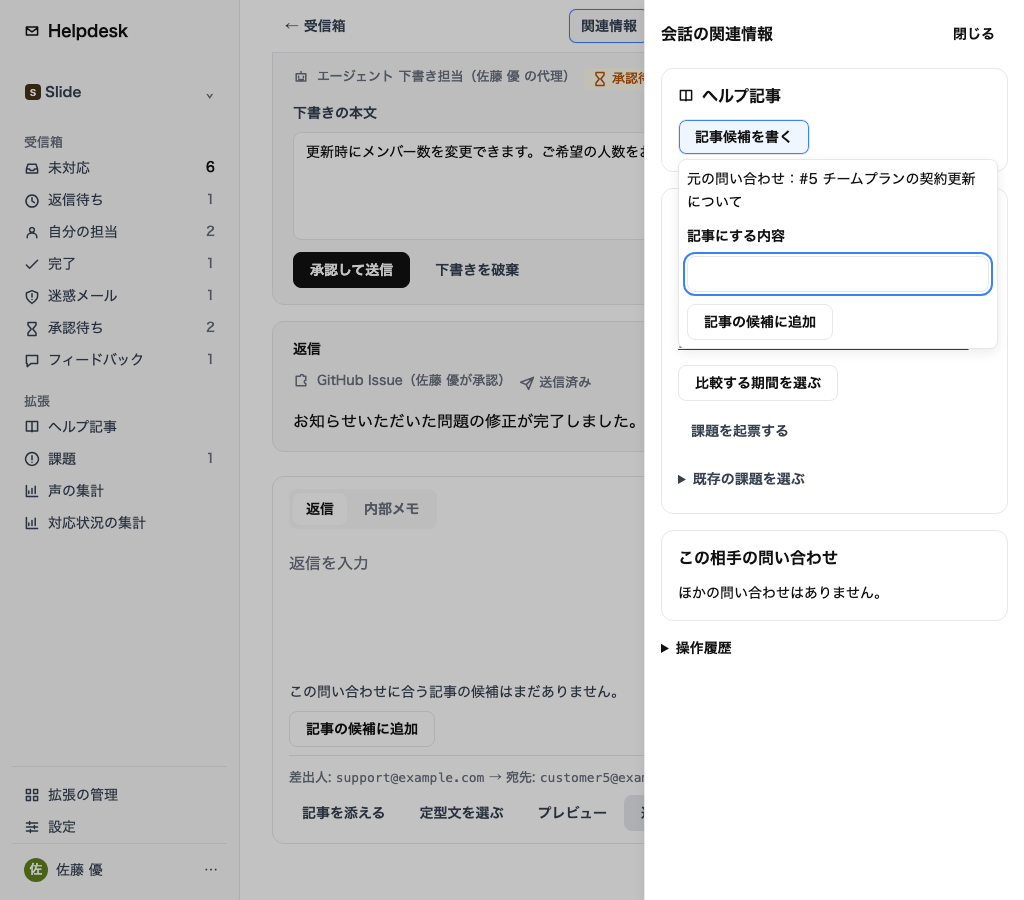 Helpdesk
S Slide
受信箱
未対応 6
返信待ち 1
自分の担当 2
完了 1
迷惑メール 1
承認待ち 2
フィードバック 1
拡張
ヘルプ記事
課題 1
声の集計
対応状況の集計
拡張の管理
設定
佐 佐藤 優 ···
← 受信箱
関連情報
エージェント 下書き担当（佐藤 優 の代理）
承認待
下書きの本文
更新時にメンバー数を変更できます。ご希望の人数をお
承認して送信 下書きを破棄
返信
GitHub Issue（佐藤 優が承認） 送信済み
お知らせいただいた問題の修正が完了しました。
返信 内部メモ
返信を入力
この問い合わせに合う記事の候補はまだありません。
記事の候補に追加
差出人: support@example.com → 宛先: customer5@exam
記事を添える 定型文を選ぶ プレビュー
会話の関連情報 閉じる
ヘルプ記事
記事候補を書く
元の問い合わせ：#5 チームプランの契約更新
について
記事にする内容
記事の候補に追加
比較する期間を選ぶ
課題を起票する
▶ 既存の課題を選ぶ
この相手の問い合わせ
ほかの問い合わせはありません。
▶ 操作履歴